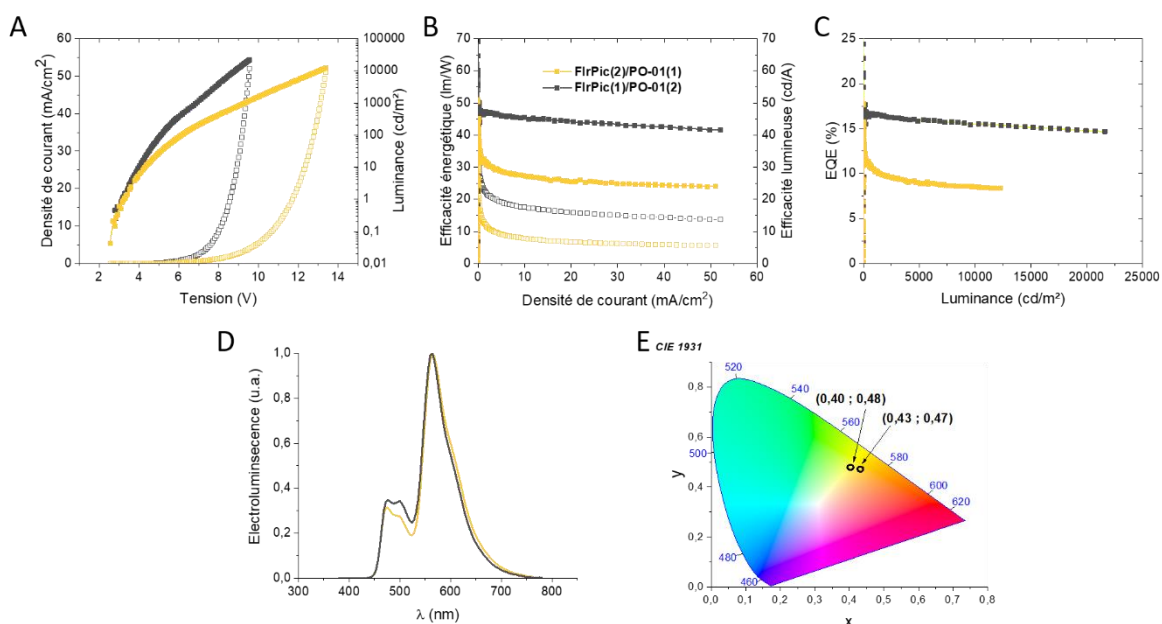 A
Densité de courant (mA/cm²)
60
50
40
30
20
10
0
100000
10000
1000
100
10
1
0,1
0,01
Luminance (cd/m²)
2 4 6 8 10 12 14
Tension (V)
B
Efficacité énergétique (lm/W)
70
60
50
40
30
20
10
0
FIrPic(2)/PO-01(1)
FIrPic(1)/PO-01(2)
70
60
50
40
30
20
10
0
Efficacité lumineuse (cd/A)
0 10 20 30 40 50 60
Densité de courant (mA/cm²)
C
EQE (%)
25
20
15
10
5
0
0 5000 10000 15000 20000 25000
Luminance (cd/m²)
D
Electroluminsecence (u.a.)
1,0
0,8
0,6
0,4
0,2
0,0
300 400 500 600 700 800
λ (nm)
E
CIE 1931
y
0,8
0,6
0,4
0,2
0,0
520
540
560
580
600
620
500
480
460
(0,40 ; 0,48)
(0,43 ; 0,47)
0,0 0,1 0,2 0,3 0,4 0,5 0,6 0,7 0,8
x